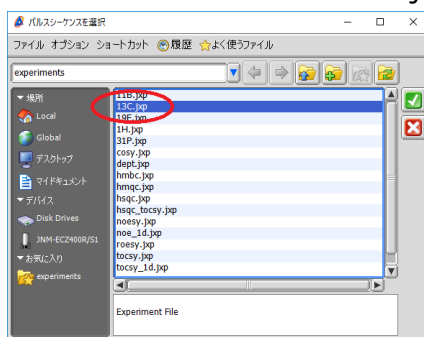 パルスシーケンスを選択
ファイル オプション ショートカット 履歴 よく使うファイル
experiments
▼場所
Local
Global
デスクトップ
マイドキュメント
▼デバイス
Disk Drives
JNM-ECZ400R/S1
▼お気に入り
experiments
11B.jxp
13C.jxp
19F.jxp
1H.jxp
31P.jxp
cosy.jxp
dept.jxp
hmbc.jxp
hmqc.jxp
hsqc.jxp
hsqc_tocsy.jxp
noesy.jxp
noe_1d.jxp
roesy.jxp
tocsy.jxp
tocsy_1d.jxp
Experiment File